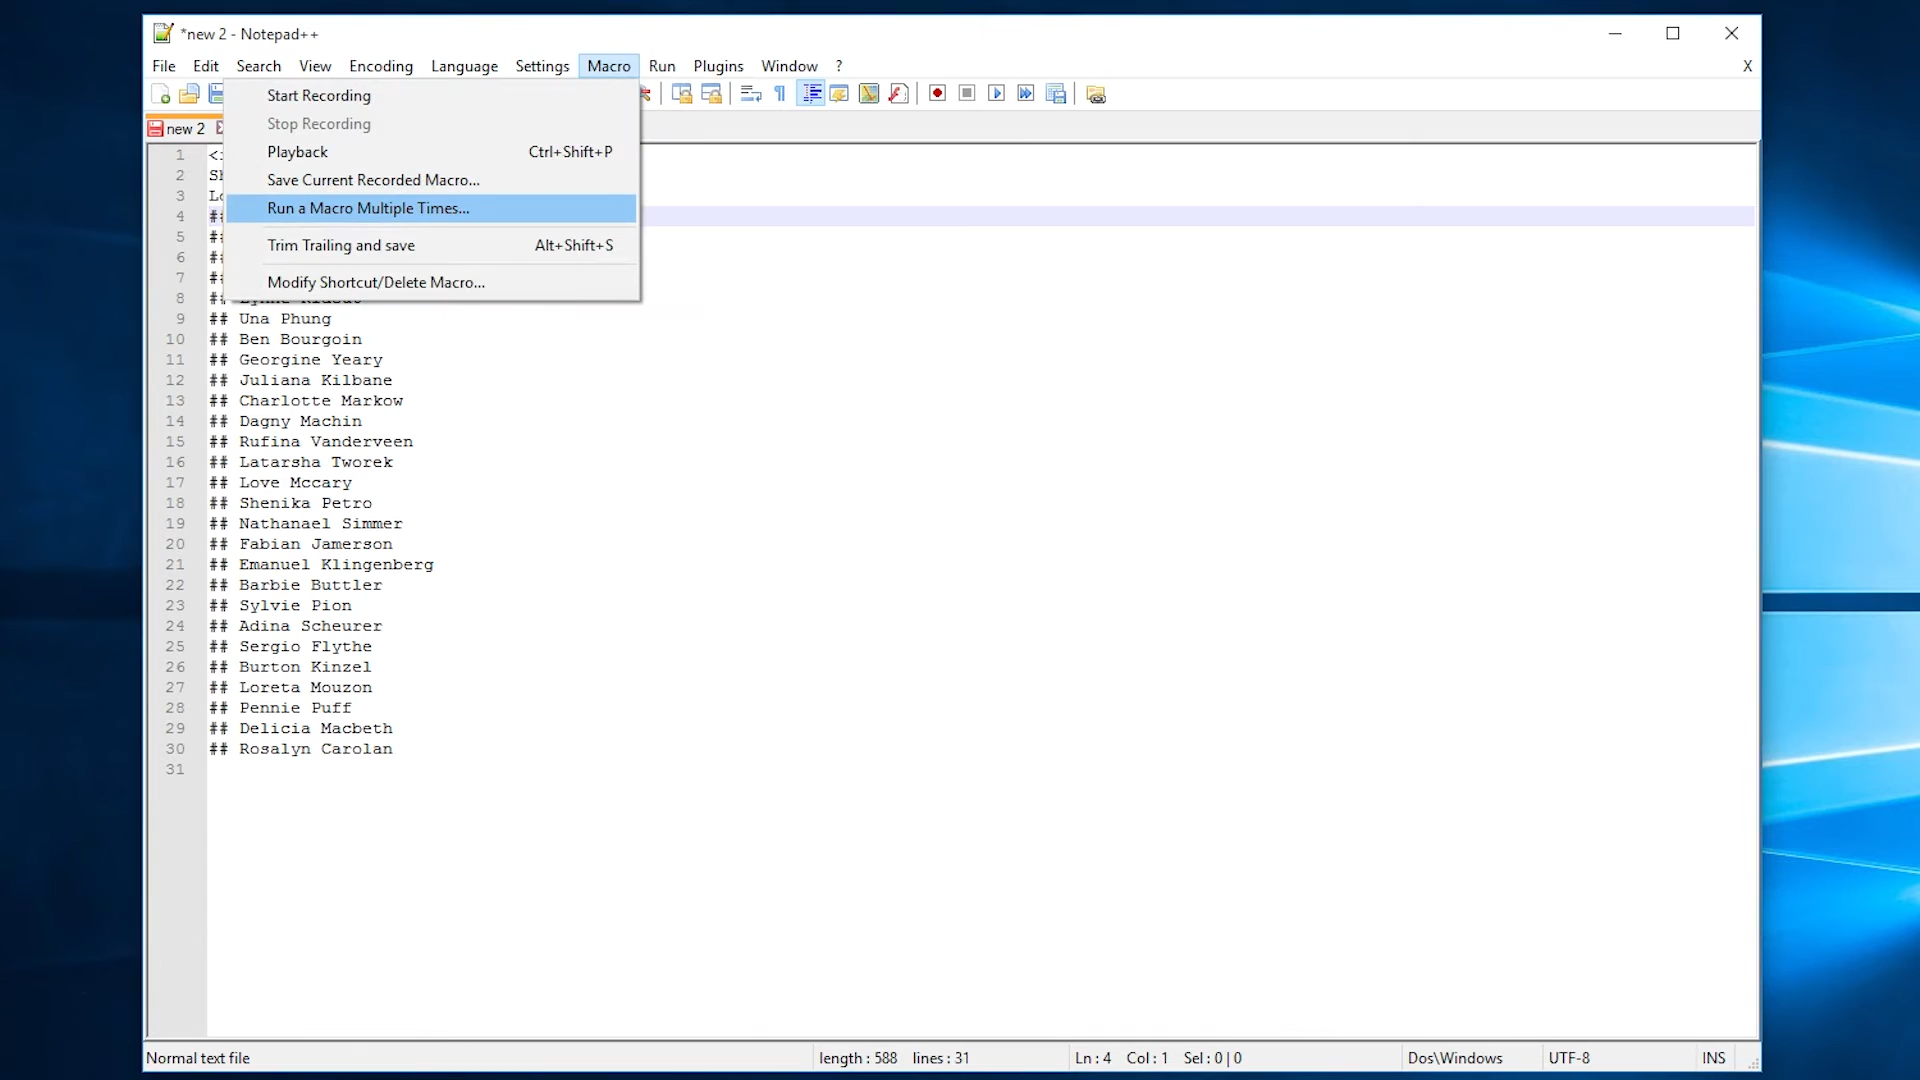 *new 2 - Notepad++
File Edit Search View Encoding Language Settings Macro Run Plugins Window ? X
new 2
Start Recording
Stop Recording
Playback Ctrl+Shift+P
Save Current Recorded Macro...
Run a Macro Multiple Times...
Trim Trailing and save Alt+Shift+S
Modify Shortcut/Delete Macro...
1 <
2
3
4 ##
5 ##
6 ##
7 ##
8 ##
9 ## Una Phung
10 ## Ben Bourgoin
11 ## Georgine Yeary
12 ## Juliana Kilbane
13 ## Charlotte Markow
14 ## Dagny Machin
15 ## Rufina Vanderveen
16 ## Latarsha Tworek
17 ## Love Mccary
18 ## Shenika Petro
19 ## Nathanael Simmer
20 ## Fabian Jamerson
21 ## Emanuel Klingenberg
22 ## Barbie Buttler
23 ## Sylvie Pion
24 ## Adina Scheurer
25 ## Sergio Flythe
26 ## Burton Kinzel
27 ## Loreta Mouzon
28 ## Pennie Puff
29 ## Delicia Macbeth
30 ## Rosalyn Carolan
31
Normal text file length : 588 lines : 31 Ln : 4 Col : 1 Sel : 0 | 0 Dos\Windows UTF-8 INS